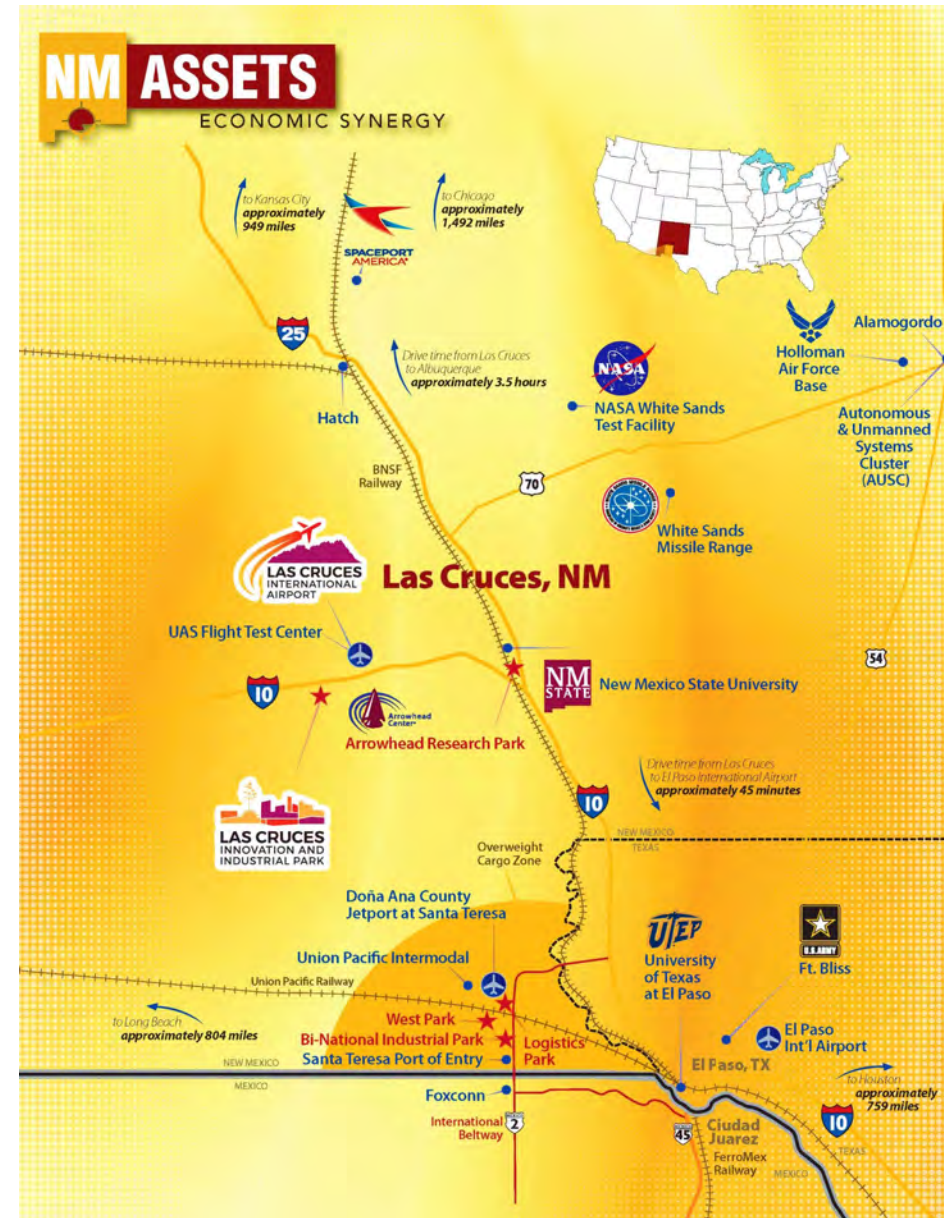 NM ASSETS
ECONOMIC SYNERGY
to Kansas City
approximately
949 miles
to Chicago
approximately
1,492 miles
SPACEPORT
AMERICA
25
Drive time from Las Cruces
to Albuquerque
approximately 3.5 hours
Hatch
BNSF
Railway
NASA
NASA White Sands
Test Facility
Alamogordo
Holloman
Air Force
Base
Autonomous
& Unmanned
Systems
Cluster
(AUSC)
70
White Sands
Missile Range
LAS CRUCES
INTERNATIONAL
AIRPORT
Las Cruces, NM
UAS Flight Test Center
54
10
NM
STATE
New Mexico State University
Arrowhead
Center
Arrowhead Research Park
LAS CRUCES
INNOVATION AND
INDUSTRIAL PARK
Drive time from Las Cruces
to El Paso International Airport
approximately 45 minutes
10
NEW MEXICO
TEXAS
Overweight
Cargo Zone
Doña Ana County
Jetport at Santa Teresa
Union Pacific Intermodal
Union Pacific Railway
UTEP
University
of Texas
at El Paso
U.S.ARMY
Ft. Bliss
to Long Beach
approximately 804 miles
West Park
Bi-National Industrial Park
Logistics
Park
Santa Teresa Port of Entry
El Paso
Int'l Airport
El Paso, TX
NEW MEXICO
MEXICO
to Houston
approximately
759 miles
Foxconn
International
Beltway
2
45
Ciudad
Juarez
FerroMex
Railway
10
TEXAS
MEXICO